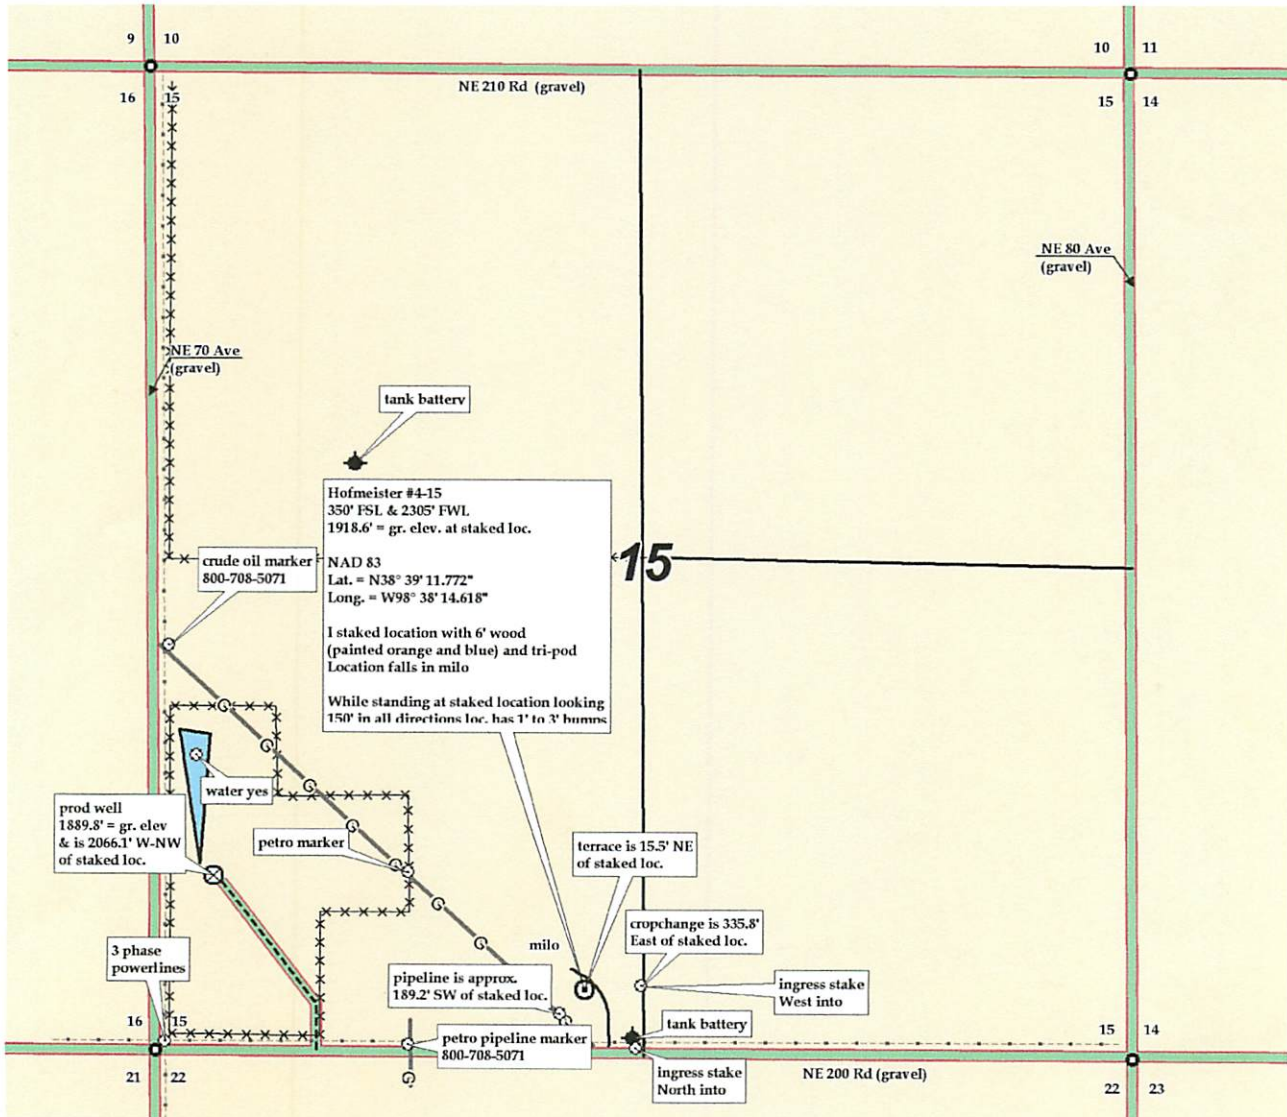 9 10
10 11
NE 210 Rd (gravel)
16 15
15 14
NE 80 Ave
(gravel)
NE 70 Ave
(gravel)
tank battery
Hofmeister #4-15
350' FSL & 2305' FWL
1918.6' = gr. elev. at staked loc.
NAD 83
Lat. = N38° 39' 11.772"
Long. = W98° 38' 14.618"
I staked location with 6' wood
(painted orange and blue) and tri-pod
Location falls in milo
While standing at staked location looking
150' in all directions loc. has 1' to 3' bumps
15
crude oil marker
800-708-5071
water yes
prod well
1889.8' = gr. elev
& is 2066.1' W-NW
of staked loc.
petro marker
terrace is 15.5' NE
of staked loc.
cropchange is 335.8'
East of staked loc.
milo
3 phase
powerlines
pipeline is approx.
189.2' SW of staked loc.
ingress stake
West into
tank battery
16 15
15 14
petro pipeline marker
800-708-5071
ingress stake
North into
NE 200 Rd (gravel)
21 22
22 23